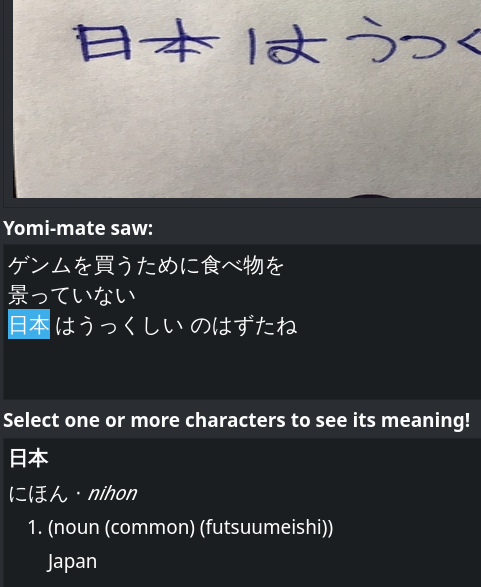 日本はうっく
Yomi-mate saw:
ゲンムを買うために食べ物を
景っていない
日本 はうっくしい のはずたね
Select one or more characters to see its meaning!
日本
にほん・nihon
1. (noun (common) (futsuumeishi))
Japan